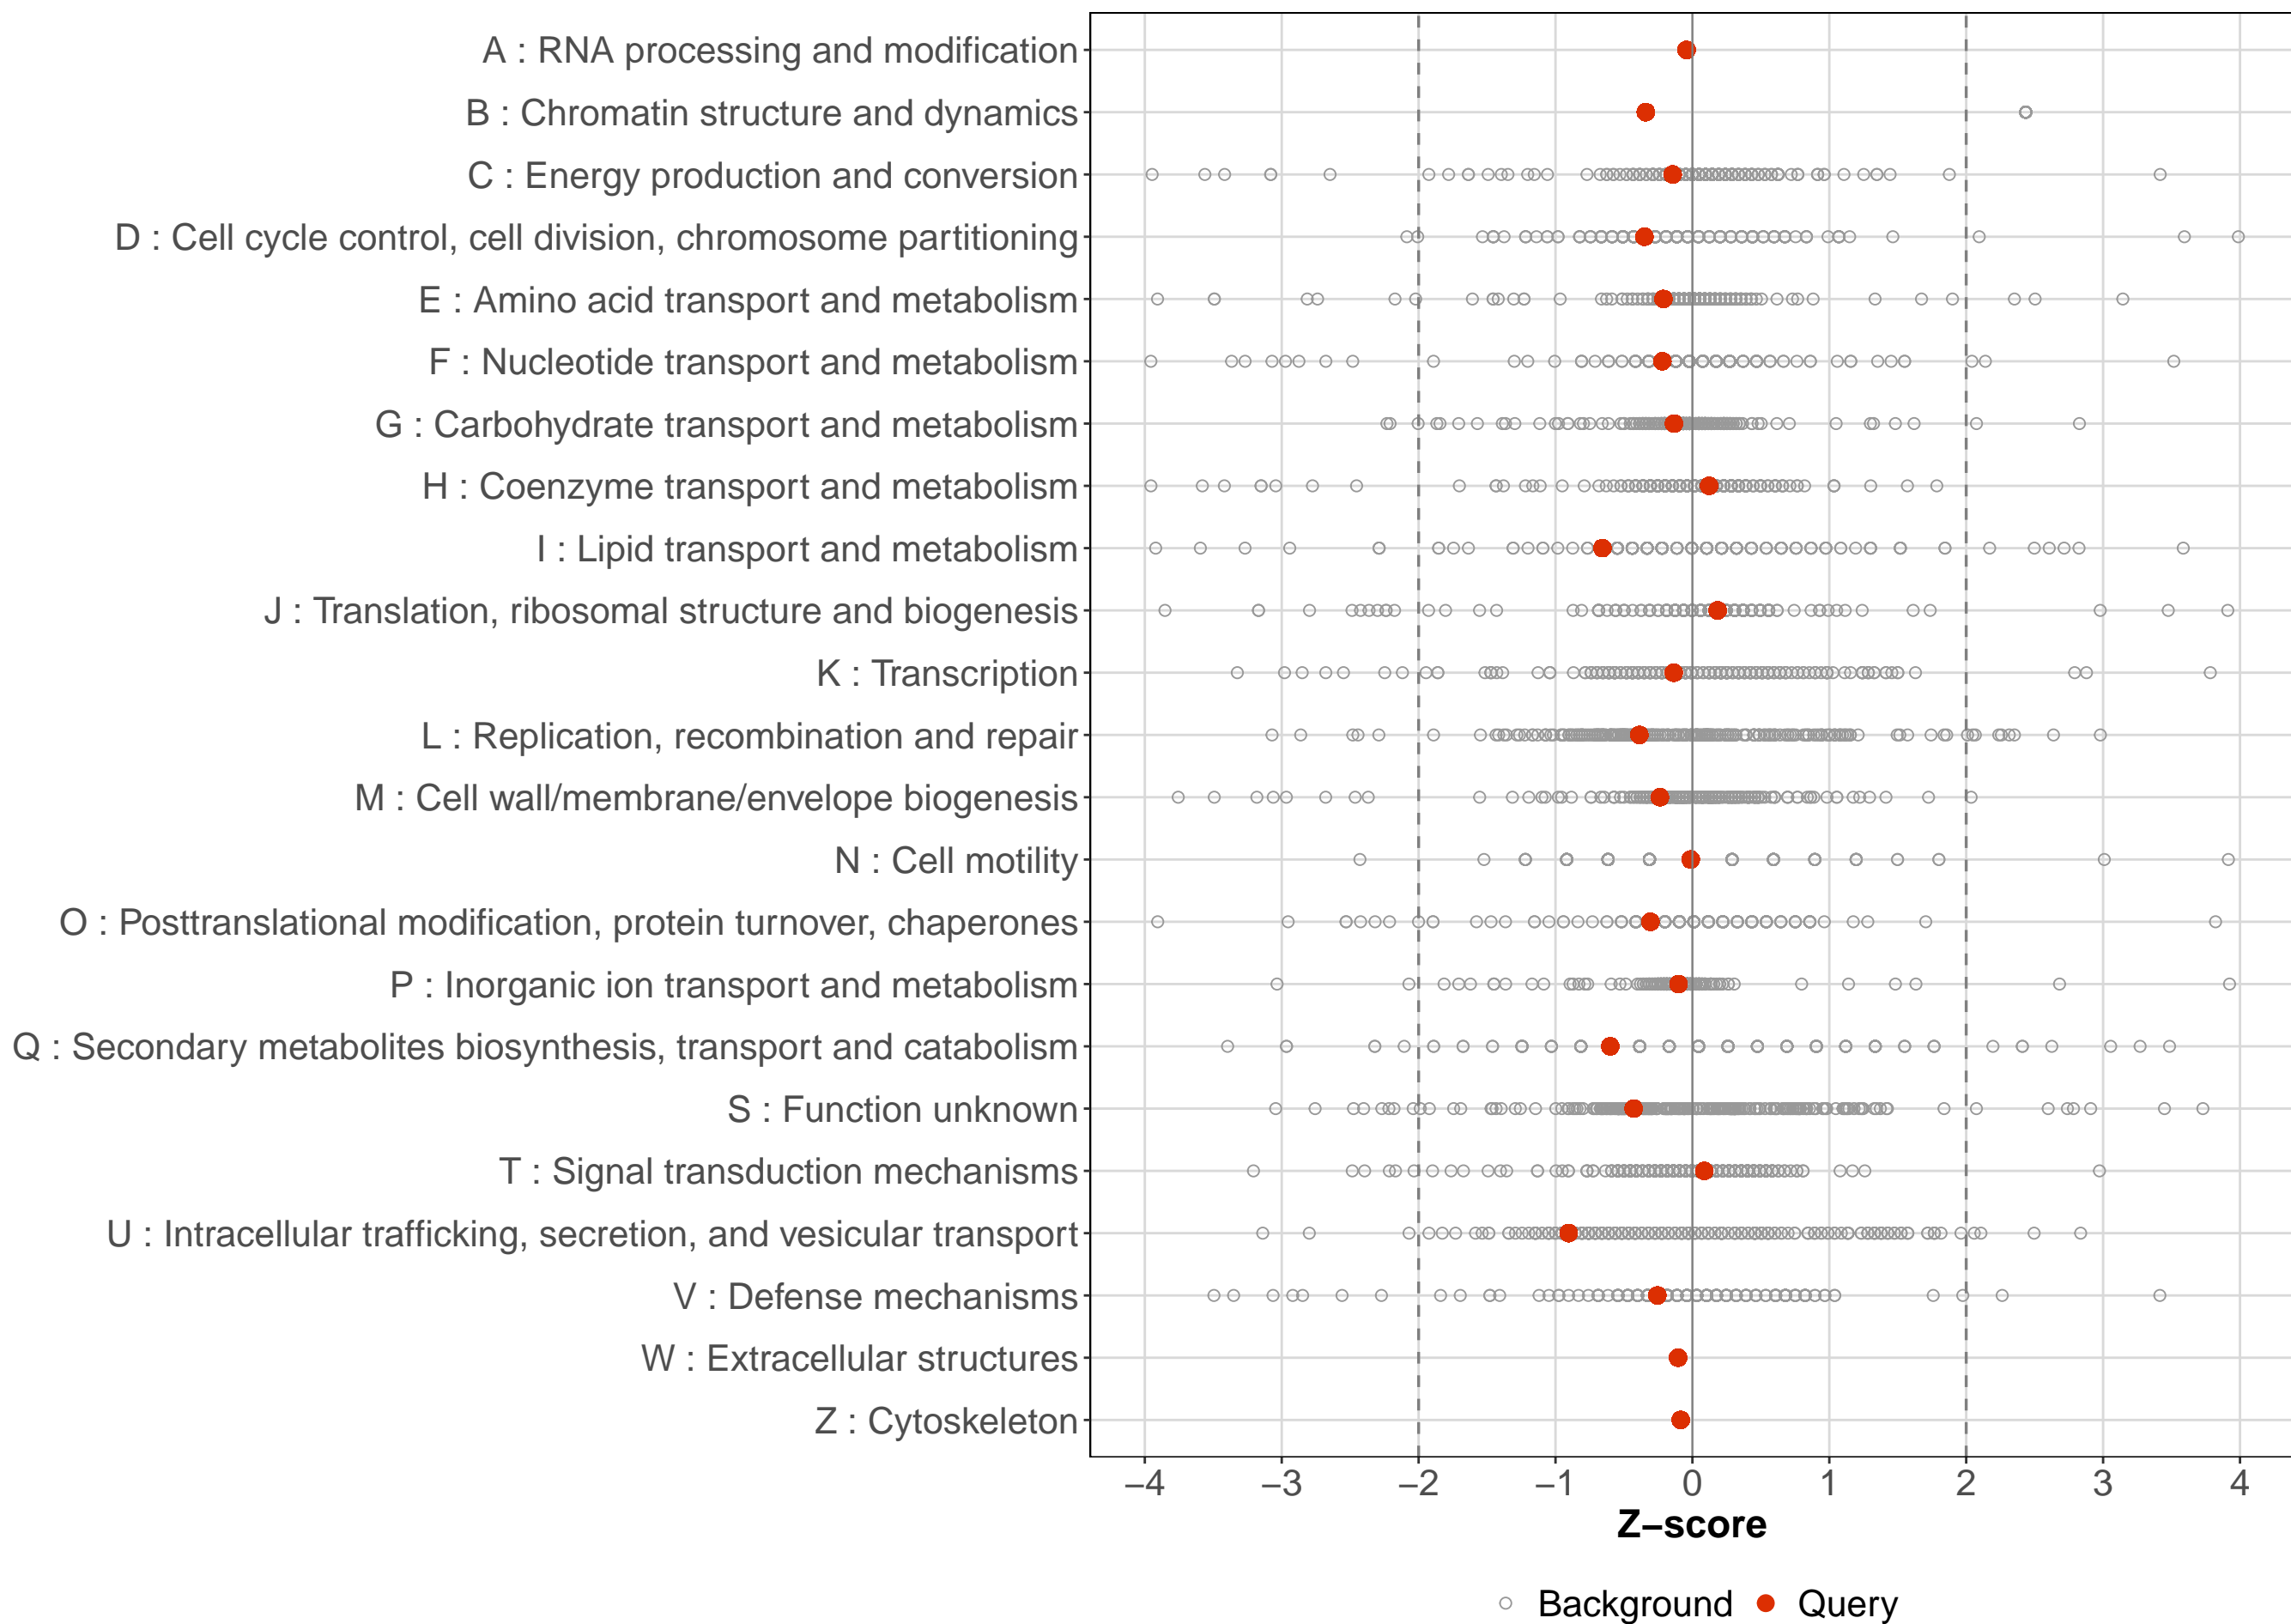 A : RNA processing and modification
B : Chromatin structure and dynamics
C : Energy production and conversion
D : Cell cycle control, cell division, chromosome partitioning
E : Amino acid transport and metabolism
F : Nucleotide transport and metabolism
G : Carbohydrate transport and metabolism
H : Coenzyme transport and metabolism
I : Lipid transport and metabolism
J : Translation, ribosomal structure and biogenesis
K : Transcription
L : Replication, recombination and repair
M : Cell wall/membrane/envelope biogenesis
N : Cell motility
O : Posttranslational modification, protein turnover, chaperones
P : Inorganic ion transport and metabolism
Q : Secondary metabolites biosynthesis, transport and catabolism
S : Function unknown
T : Signal transduction mechanisms
U : Intracellular trafficking, secretion, and vesicular transport
V : Defense mechanisms
W : Extracellular structures
Z : Cytoskeleton
−4 −3 −2 −1 0 1 2 3 4
Z−score
Background Query